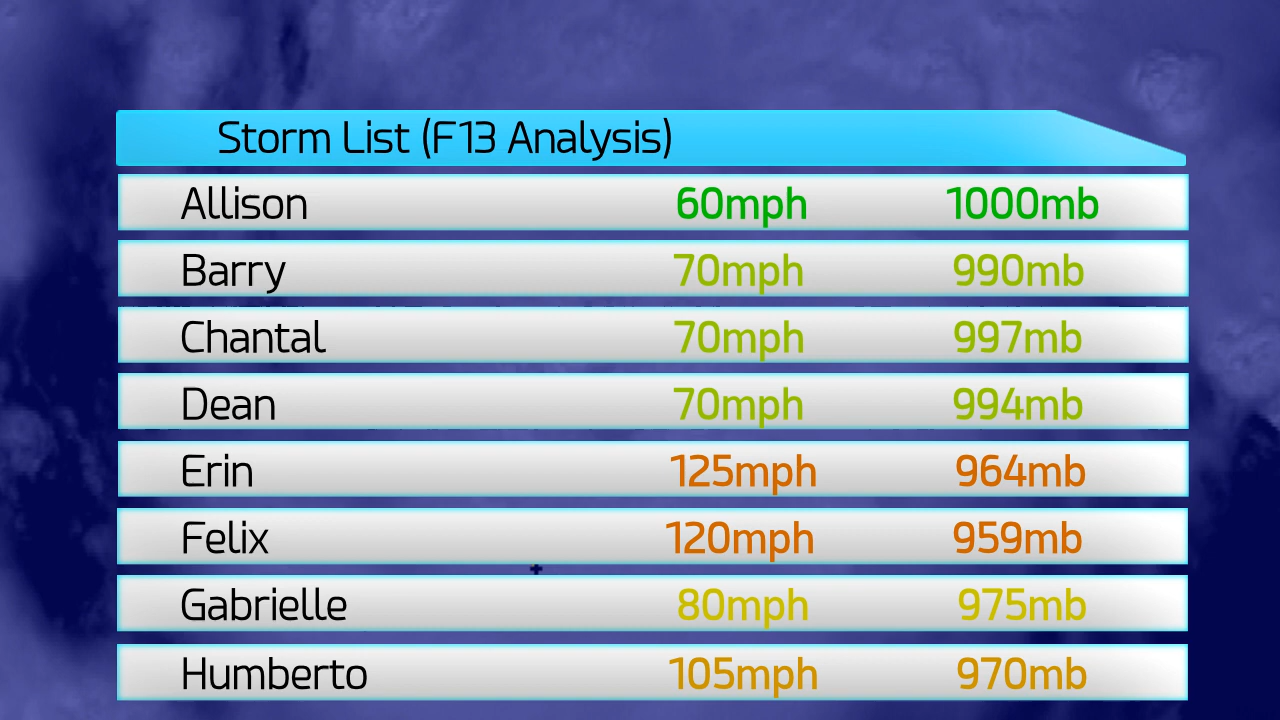 Storm List (F13 Analysis)
Allison 60mph 1000mb
Barry 70mph 990mb
Chantal 70mph 997mb
Dean 70mph 994mb
Erin 125mph 964mb
Felix 120mph 959mb
Gabrielle 80mph 975mb
Humberto 105mph 970mb